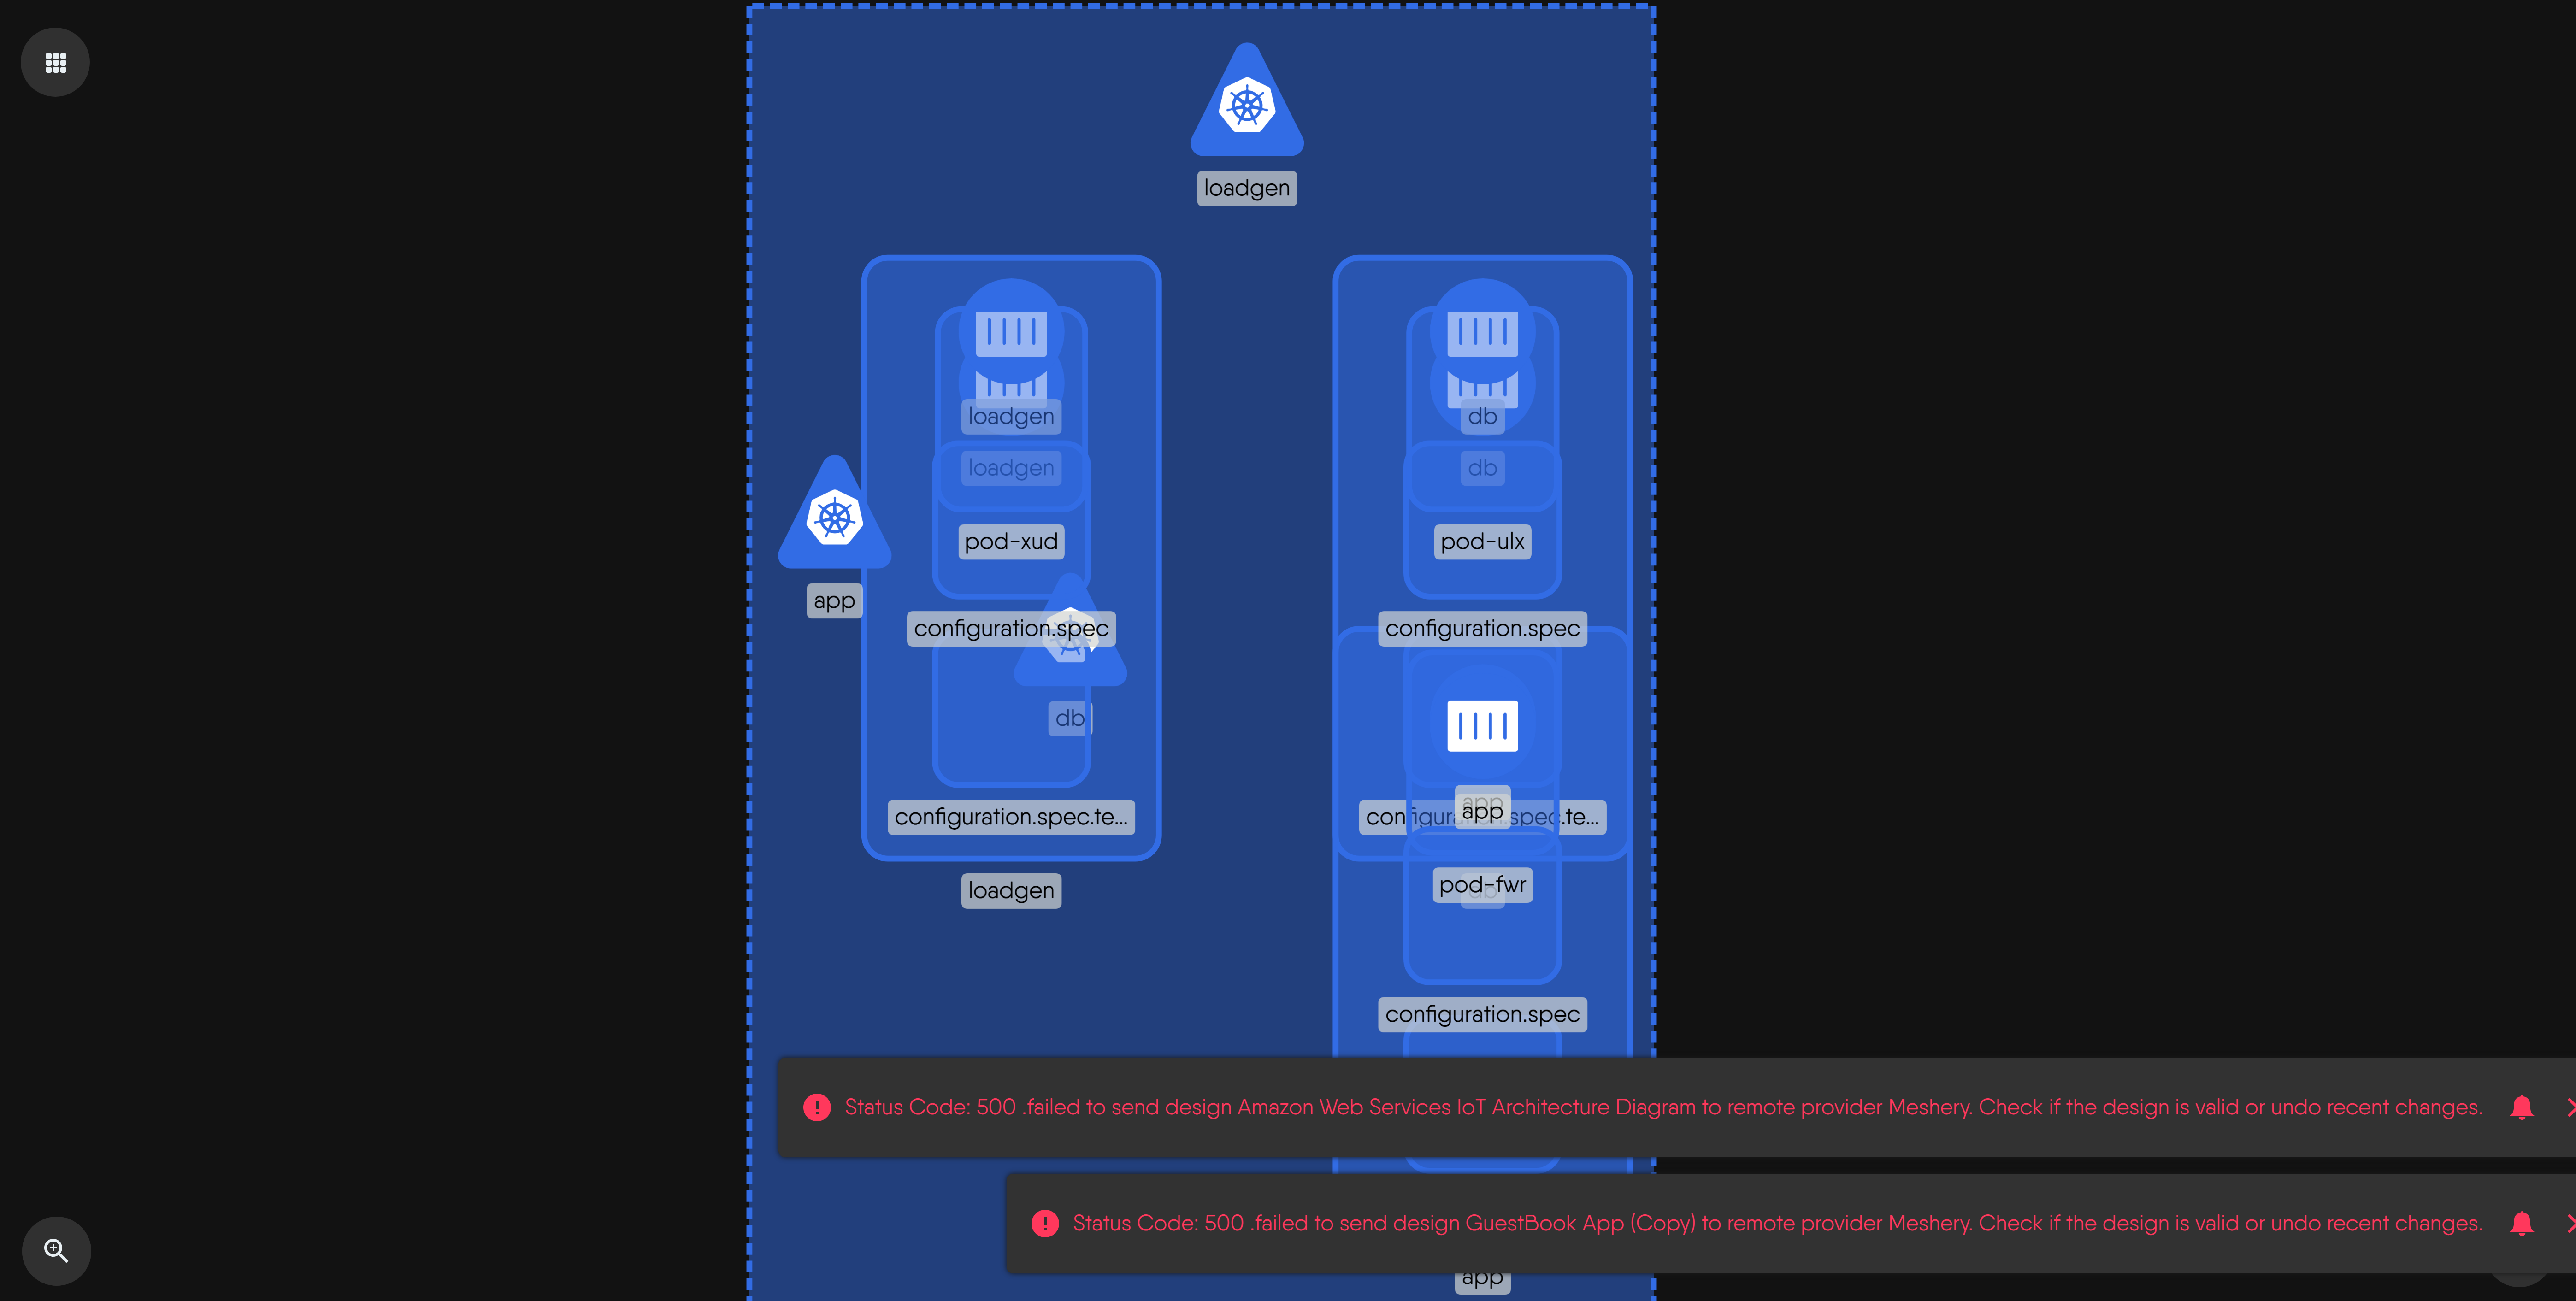 loadgen
loadgen
db
loadgen
db
pod-xud
pod-ulx
app
configuration.spec
configuration.spec
db
app
app
configuration.spec.te...
configuration.spec.te...
pod-fwr
db
loadgen
configuration.spec
Status Code: 500 .failed to send design Amazon Web Services IoT Architecture Diagram to remote provider Meshery. Check if the design is valid or undo recent changes.
Status Code: 500 .failed to send design GuestBook App (Copy) to remote provider Meshery. Check if the design is valid or undo recent changes.
app